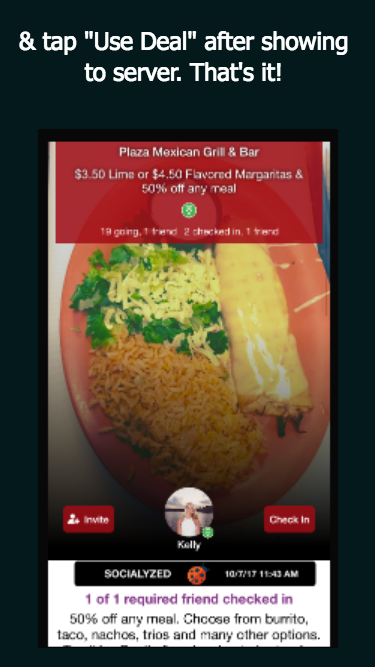 & tap "Use Deal" after showing
to server. That's it!
Plaza Mexican Grill & Bar
$3.50 Lime or $4.50 Flavored Margaritas &
50% off any meal
19 going, 1 friend 2 checked in, 1 friend
Invite
Check In
Kelly
SOCIALYZED 10/7/17 11:43 AM
1 of 1 required friend checked in
50% off any meal. Choose from burrito,
taco, nachos, trios and many other options.